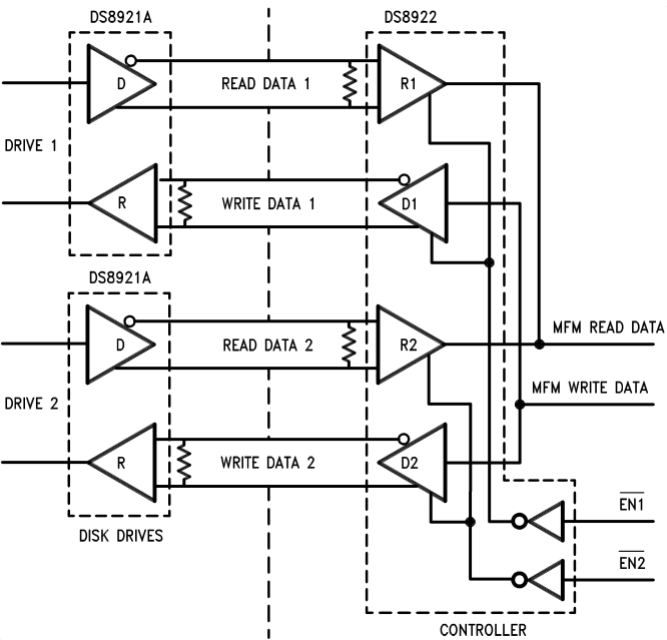 DS8921A
DS8922
D
READ DATA 1
R1
DRIVE 1
R
WRITE DATA 1
D1
DS8921A
D
READ DATA 2
R2
MFM READ DATA
MFM WRITE DATA
DRIVE 2
R
WRITE DATA 2
D2
EN1
DISK DRIVES
EN2
CONTROLLER